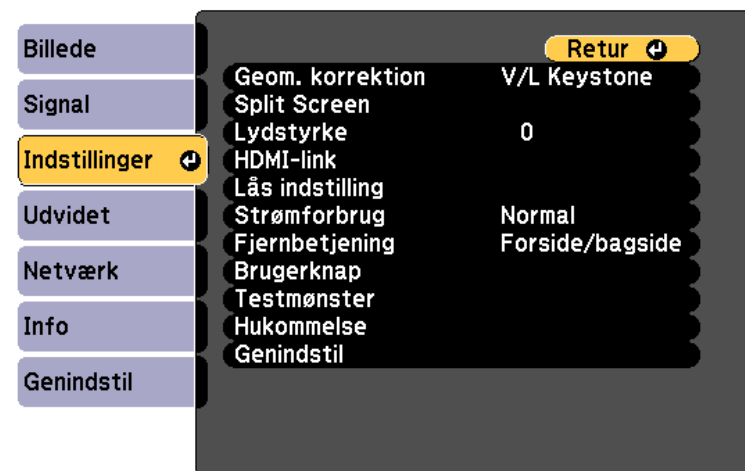 Billede
Signal
Indstillinger
Udvidet
Netværk
Info
Genindstil
Retur
Geom. korrektion V/L Keystone
Split Screen
Lydstyrke 0
HDMI-link
Lås indstilling
Strømforbrug Normal
Fjernbetjening Forside/bagside
Brugerknap
Testmønster
Hukommelse
Genindstil